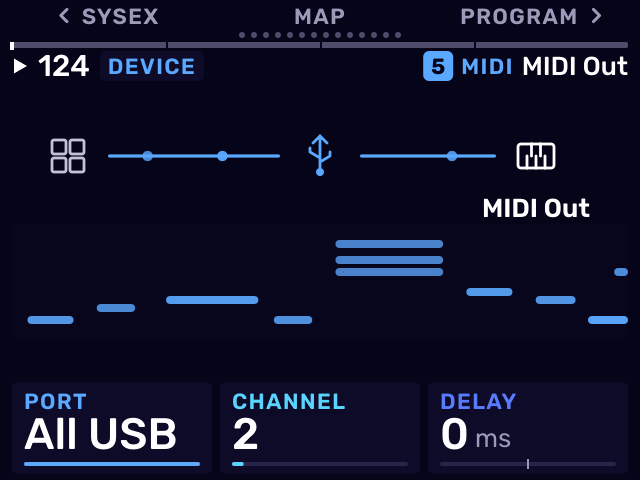 SYSEX MAP PROGRAM
124 DEVICE 5 MIDI MIDI Out
MIDI Out
PORT CHANNEL DELAY
All USB 2 0 ms